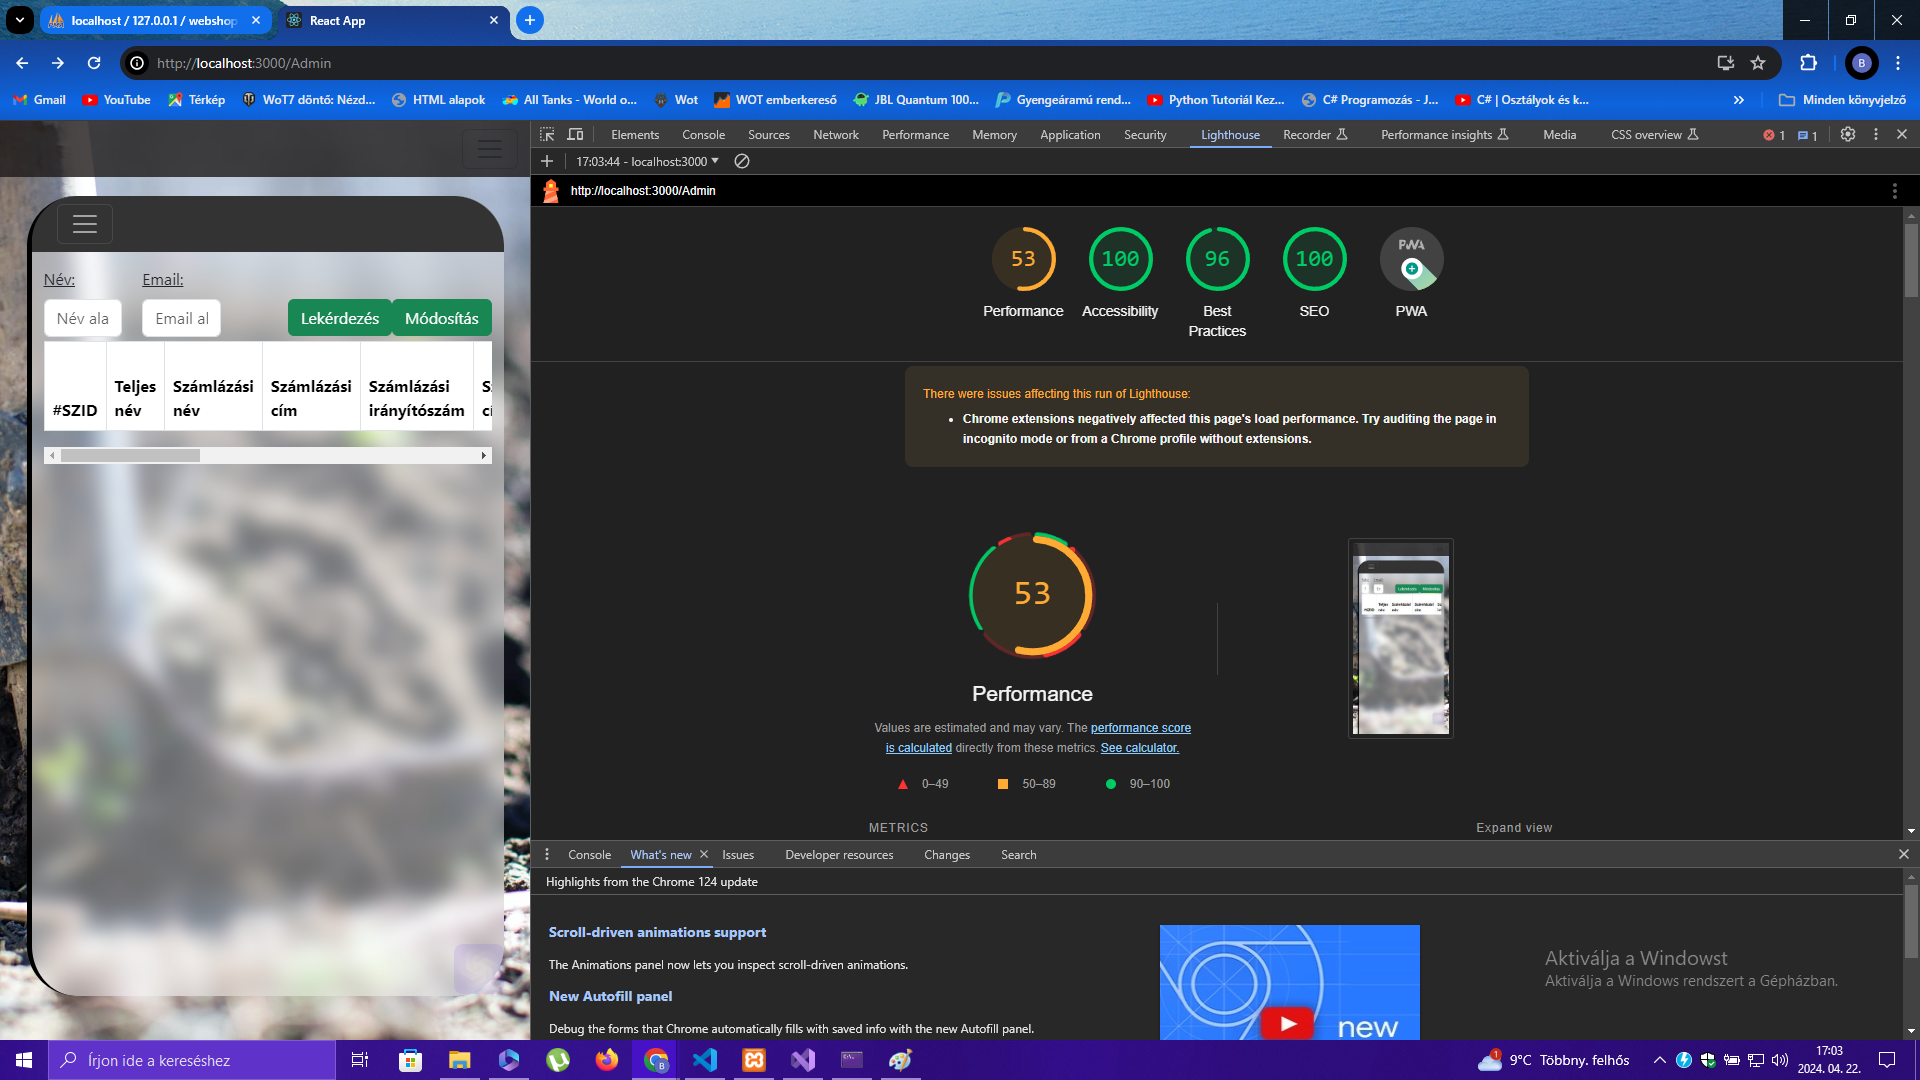 localhost / 127.0.0.1 / webshop
React App
http://localhost:3000/Admin
B
Gmail
YouTube
Térkép
WoT7 döntő: Nézd...
HTML alapok
All Tanks - World o...
Wot
WOT emberkereső
JBL Quantum 100...
Gyengeáramú rend...
Python Tutoriál Kez...
C# Programozás - J...
C# | Osztályok és k...
Minden könyvjelző
Elements
Console
Sources
Network
Performance
Memory
Application
Security
Lighthouse
Recorder
Performance insights
Media
CSS overview
1
1
17:03:44 - localhost:3000
http://localhost:3000/Admin
Név:
Email:
Név ala
Email al
Lekérdezés
Módosítás
#SZID
Teljes név
Számlázási név
Számlázási cím
Számlázási irányítószám
53
100
96
100
PWA
Performance
Accessibility
Best
Practices
SEO
PWA
There were issues affecting this run of Lighthouse:
Chrome extensions negatively affected this page's load performance. Try auditing the page in
incognito mode or from a Chrome profile without extensions.
53
Performance
Values are estimated and may vary. The performance score
is calculated directly from these metrics. See calculator.
0–49
50–89
90–100
METRICS
Expand view
Console
What's new
Issues
Developer resources
Changes
Search
Highlights from the Chrome 124 update
Scroll-driven animations support
The Animations panel now lets you inspect scroll-driven animations.
New Autofill panel
Debug the forms that Chrome automatically fills with saved info with the new Autofill panel.
new
Aktiválja a Windowst
Aktiválja a Windows rendszert a Gépházban.
Írjon ide a kereséshez
1
9°C Többny. felhős
17:03
2024. 04. 22.